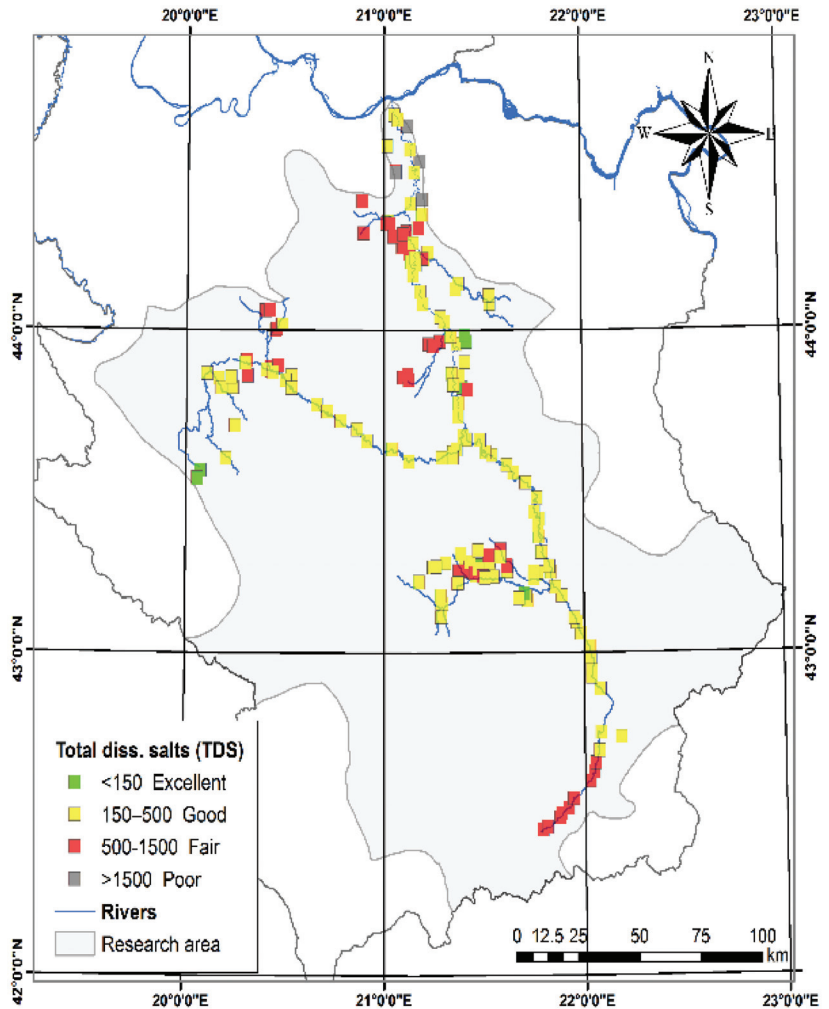 20°0'0"E 21°0'0"E 22°0'0"E 23°0'0"E
N
W E
S
44°0'0"N 44°0'0"N
43°0'0"N 43°0'0"N
Total diss. salts (TDS)
<150 Excellent
150–500 Good
500-1500 Fair
>1500 Poor
Rivers
Research area
0 12.5 25 50 75 100
km
42°0'0"N 42°0'0"N
20°0'0"E 21°0'0"E 22°0'0"E 23°0'0"E